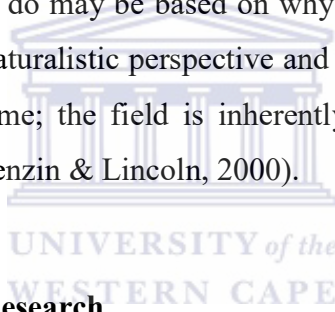 do may be based on why
aturalistic perspective and
me; the field is inherently
enzin & Lincoln, 2000).
UNIVERSITY of the
WESTERN CAPE
esearch